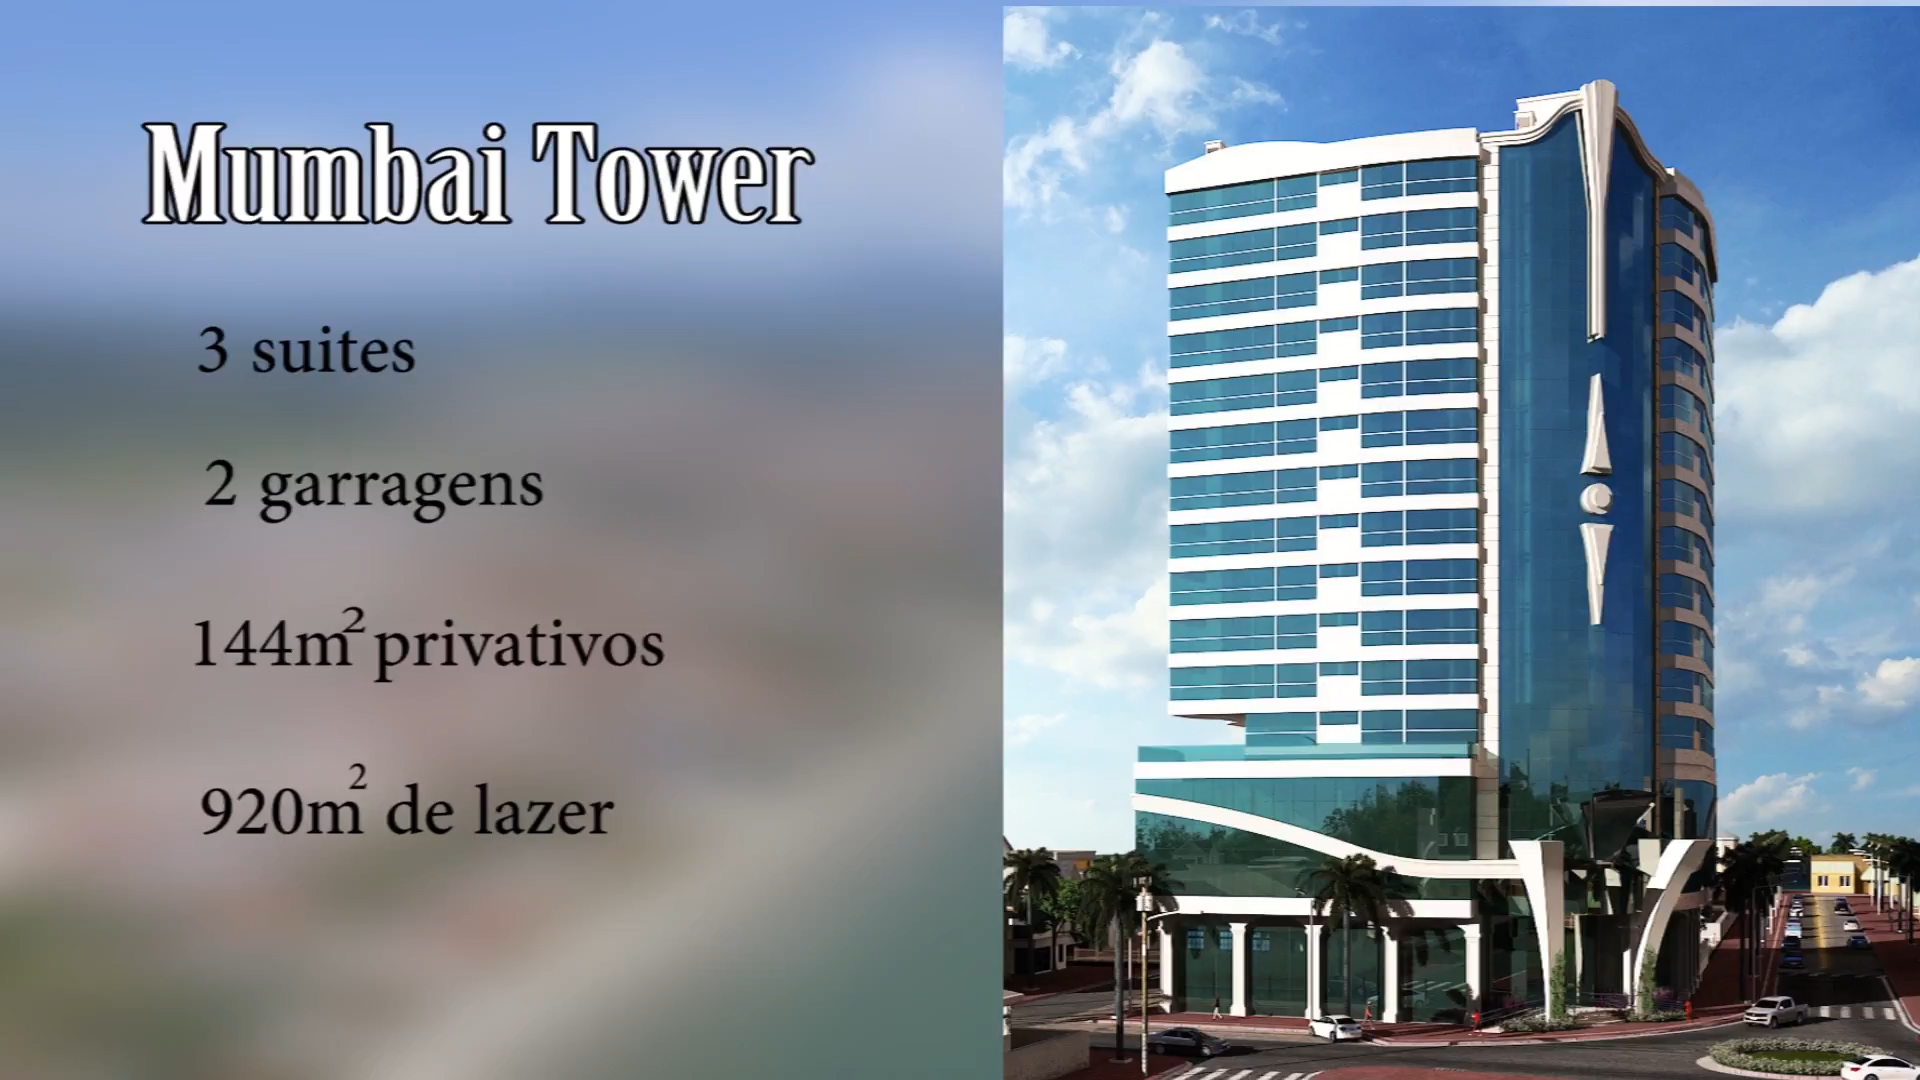 Mumbai Tower
3 suites
2 garragens
144m² privativos
920m² de lazer